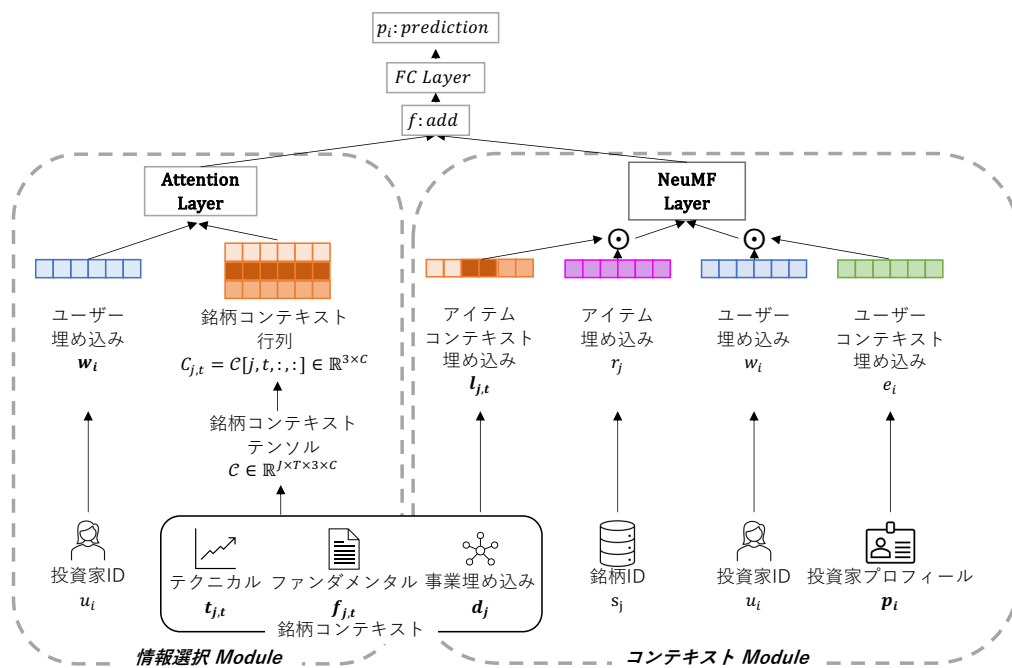 p_i: prediction
FC Layer
f: add
Attention
Layer
NeuMF
Layer
ユーザー
埋め込み
w_i
銘柄コンテキスト
行列
C_{j,t} = 𝒞[j,t,:,:] ∈ ℝ^{3×C}
銘柄コンテキスト
テンソル
𝒞 ∈ ℝ^{J×T×3×C}
アイテム
コンテキスト
埋め込み
l_{j,t}
アイテム
埋め込み
r_j
ユーザー
埋め込み
w_i
ユーザー
コンテキスト
埋め込み
e_i
投資家ID
u_i
テクニカル
t_{j,t}
ファンダメンタル
f_{j,t}
事業埋め込み
d_j
銘柄コンテキスト
銘柄ID
s_j
投資家ID
u_i
投資家プロフィール
p_i
情報選択 Module
コンテキスト Module